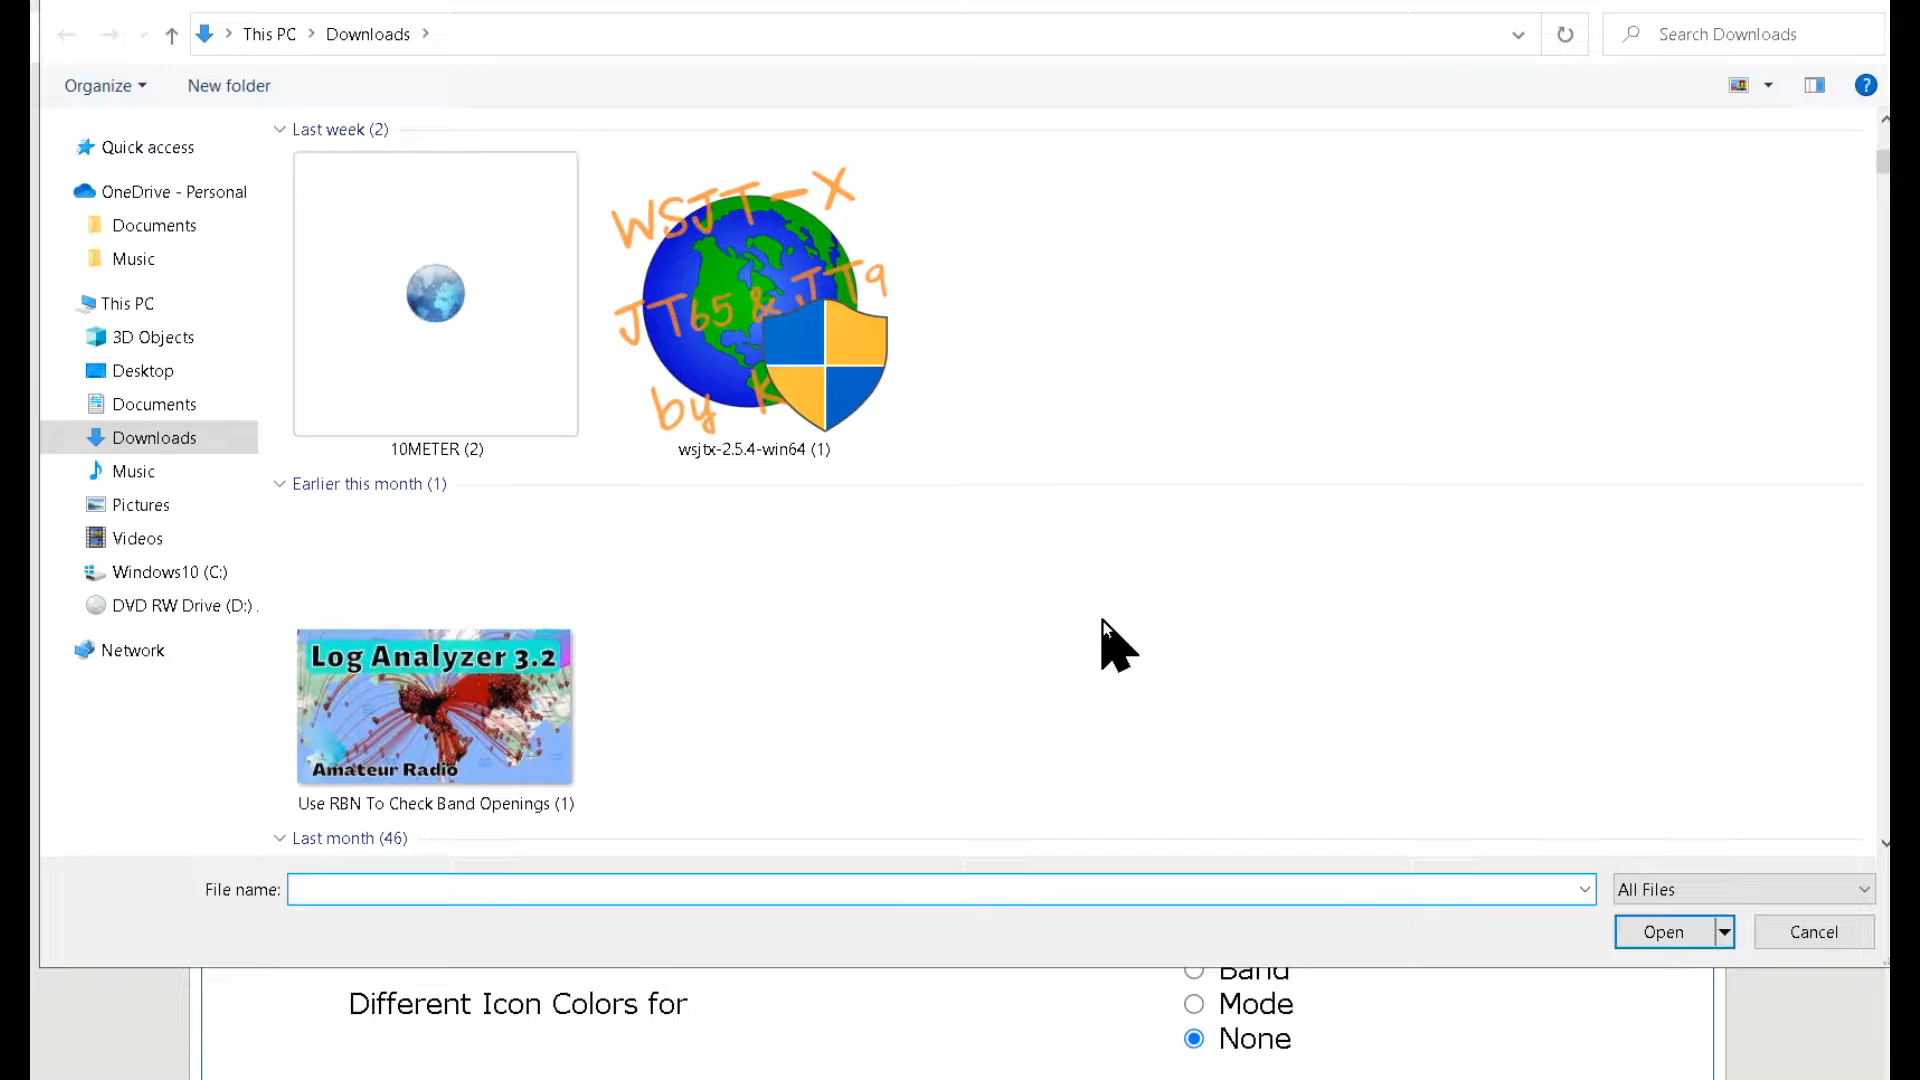 This PC
Downloads
Search Downloads
Organize
New folder
Quick access
OneDrive - Personal
Documents
Music
This PC
3D Objects
Desktop
Documents
Downloads
Music
Pictures
Videos
Windows10 (C:)
DVD RW Drive (D:) .
Network
Last week (2)
WSJT-X
JT65 & JT9
by K
10METER (2)
wsjtx-2.5.4-win64 (1)
Earlier this month (1)
Log Analyzer 3.2
Amateur Radio
Use RBN To Check Band Openings (1)
Last month (46)
File name:
All Files
Open
Cancel
Band
Different Icon Colors for
Mode
None